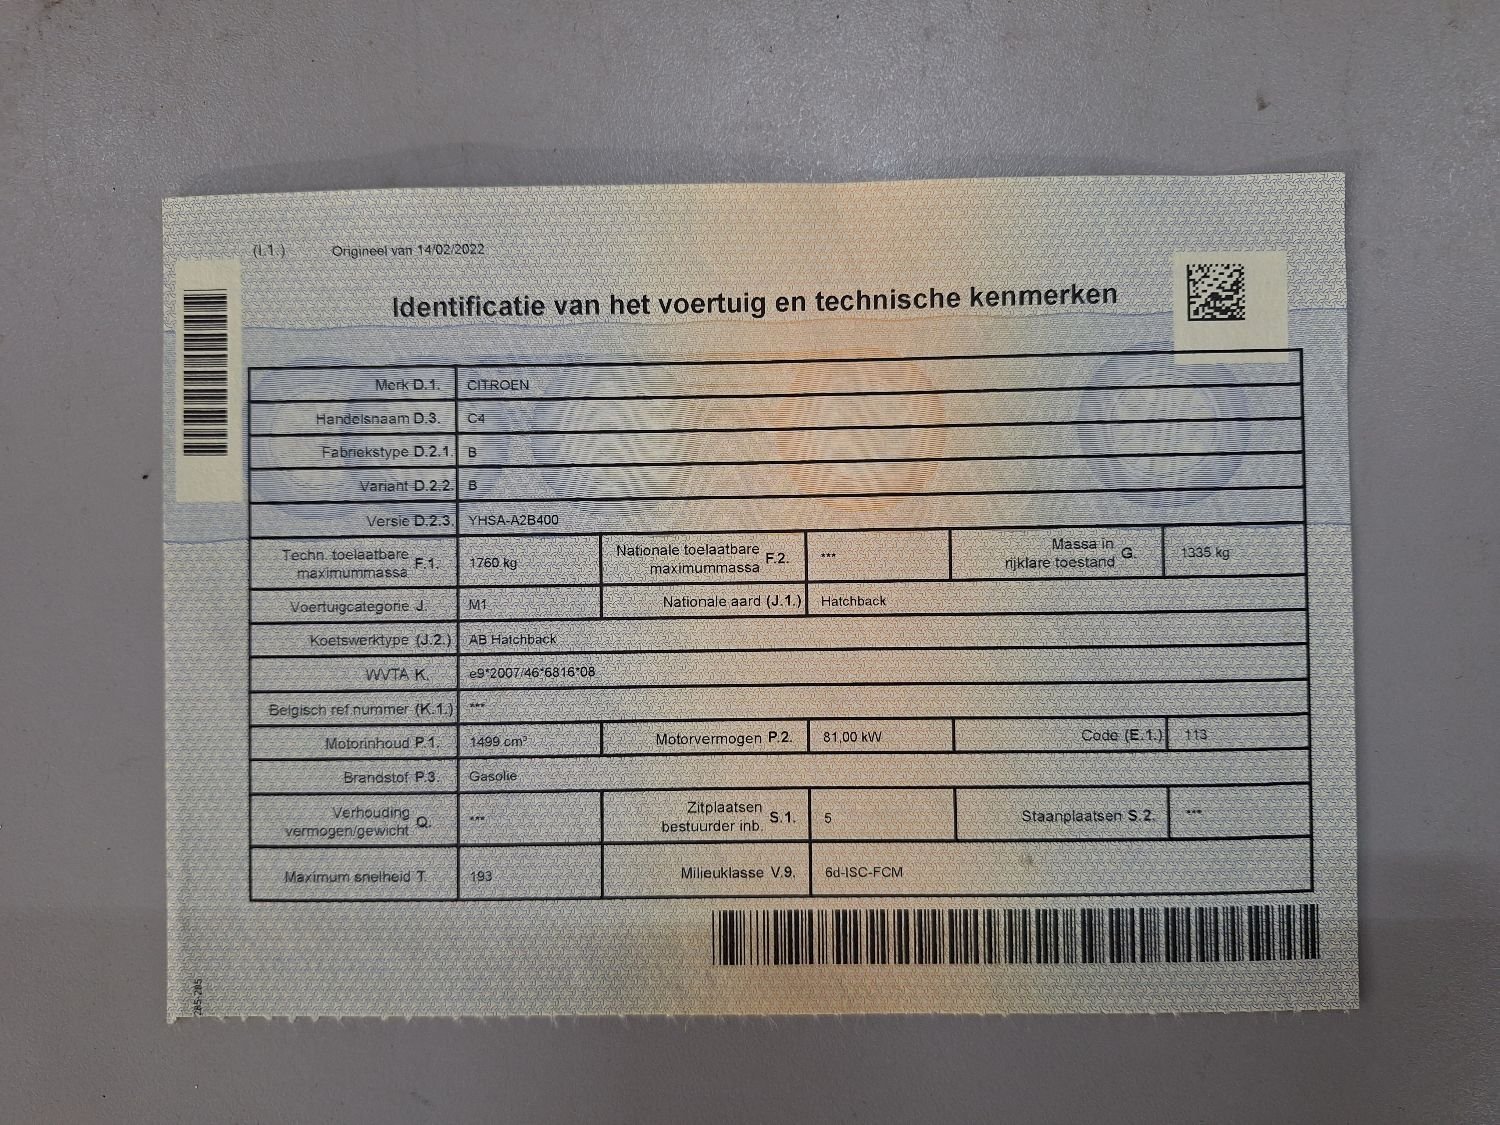 (I.1.) Origineel van 14/02/2022
Identificatie van het voertuig en technische kenmerken
Merk D.1. CITROEN
Handelsnaam D.3. C4
Fabriekstype D.2.1. B
Variant D.2.2. B
Versie D.2.3. YHSA-A2B400
Techn. toelaatbare maximummassa F.1. 1760 kg Nationale toelaatbare maximummassa F.2. *** Massa in rijklare toestand G. 1335 kg
Voertuigcategorie J. M1 Nationale aard (J.1.) Hatchback
Koetswerktype (J.2.) AB Hatchback
WVTA K. e9*2007/46*6816*08
Belgisch ref.nummer (K.1.) ***
Motorinhoud P.1. 1499 cm³ Motorvermogen P.2. 81,00 kW Code (E.1.) 113
Brandstof P.3. Gasolie
Verhouding vermogen/gewicht Q. *** Zitplaatsen bestuurder inb. S.1. 5 Staanplaatsen S.2. ***
Maximum snelheid T. 193 Milieuklasse V.9. 6d-ISC-FCM
285-285